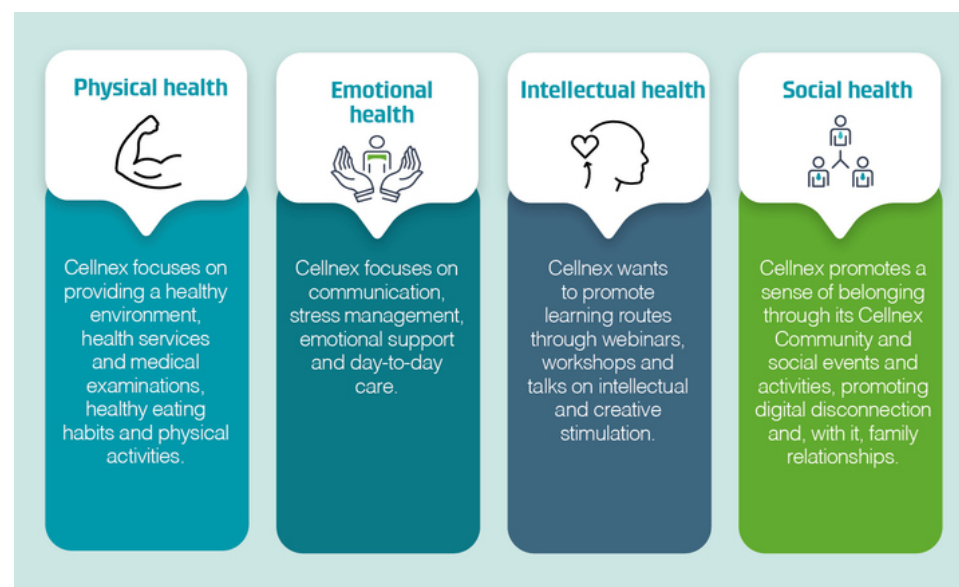 Physical health
Cellnex focuses on
providing a healthy
environment,
health services
and medical
examinations,
healthy eating
habits and physical
activities.
Emotional
health
Cellnex focuses on
communication,
stress management,
emotional support
and day-to-day
care.
Intellectual health
Cellnex wants
to promote
learning routes
through webinars,
workshops and
talks on intellectual
and creative
stimulation.
Social health
Cellnex promotes a
sense of belonging
through its Cellnex
Community and
social events and
activities, promoting
digital disconnection
and, with it, family
relationships.